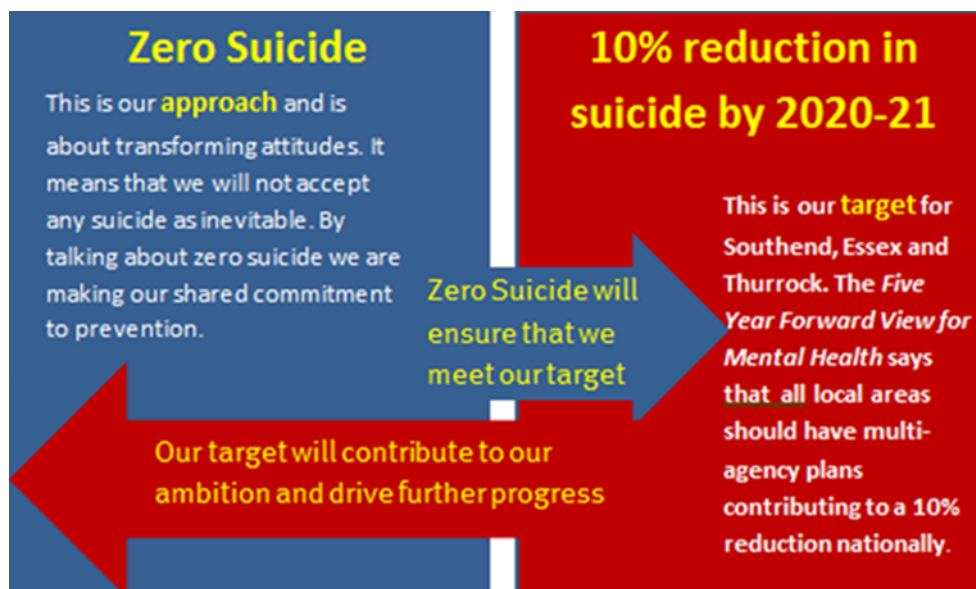 Zero Suicide
This is our approach and is
about transforming attitudes. It
means that we will not accept
any suicide as inevitable. By
talking about zero suicide we are
making our shared commitment
to prevention.
Zero Suicide will
ensure that we
meet our target
Our target will contribute to our
ambition and drive further progress
10% reduction in
suicide by 2020-21
This is our target for
Southend, Essex and
Thurrock. The Five
Year Forward View for
Mental Health says
that all local areas
should have multi-
agency plans
contributing to a 10%
reduction nationally.